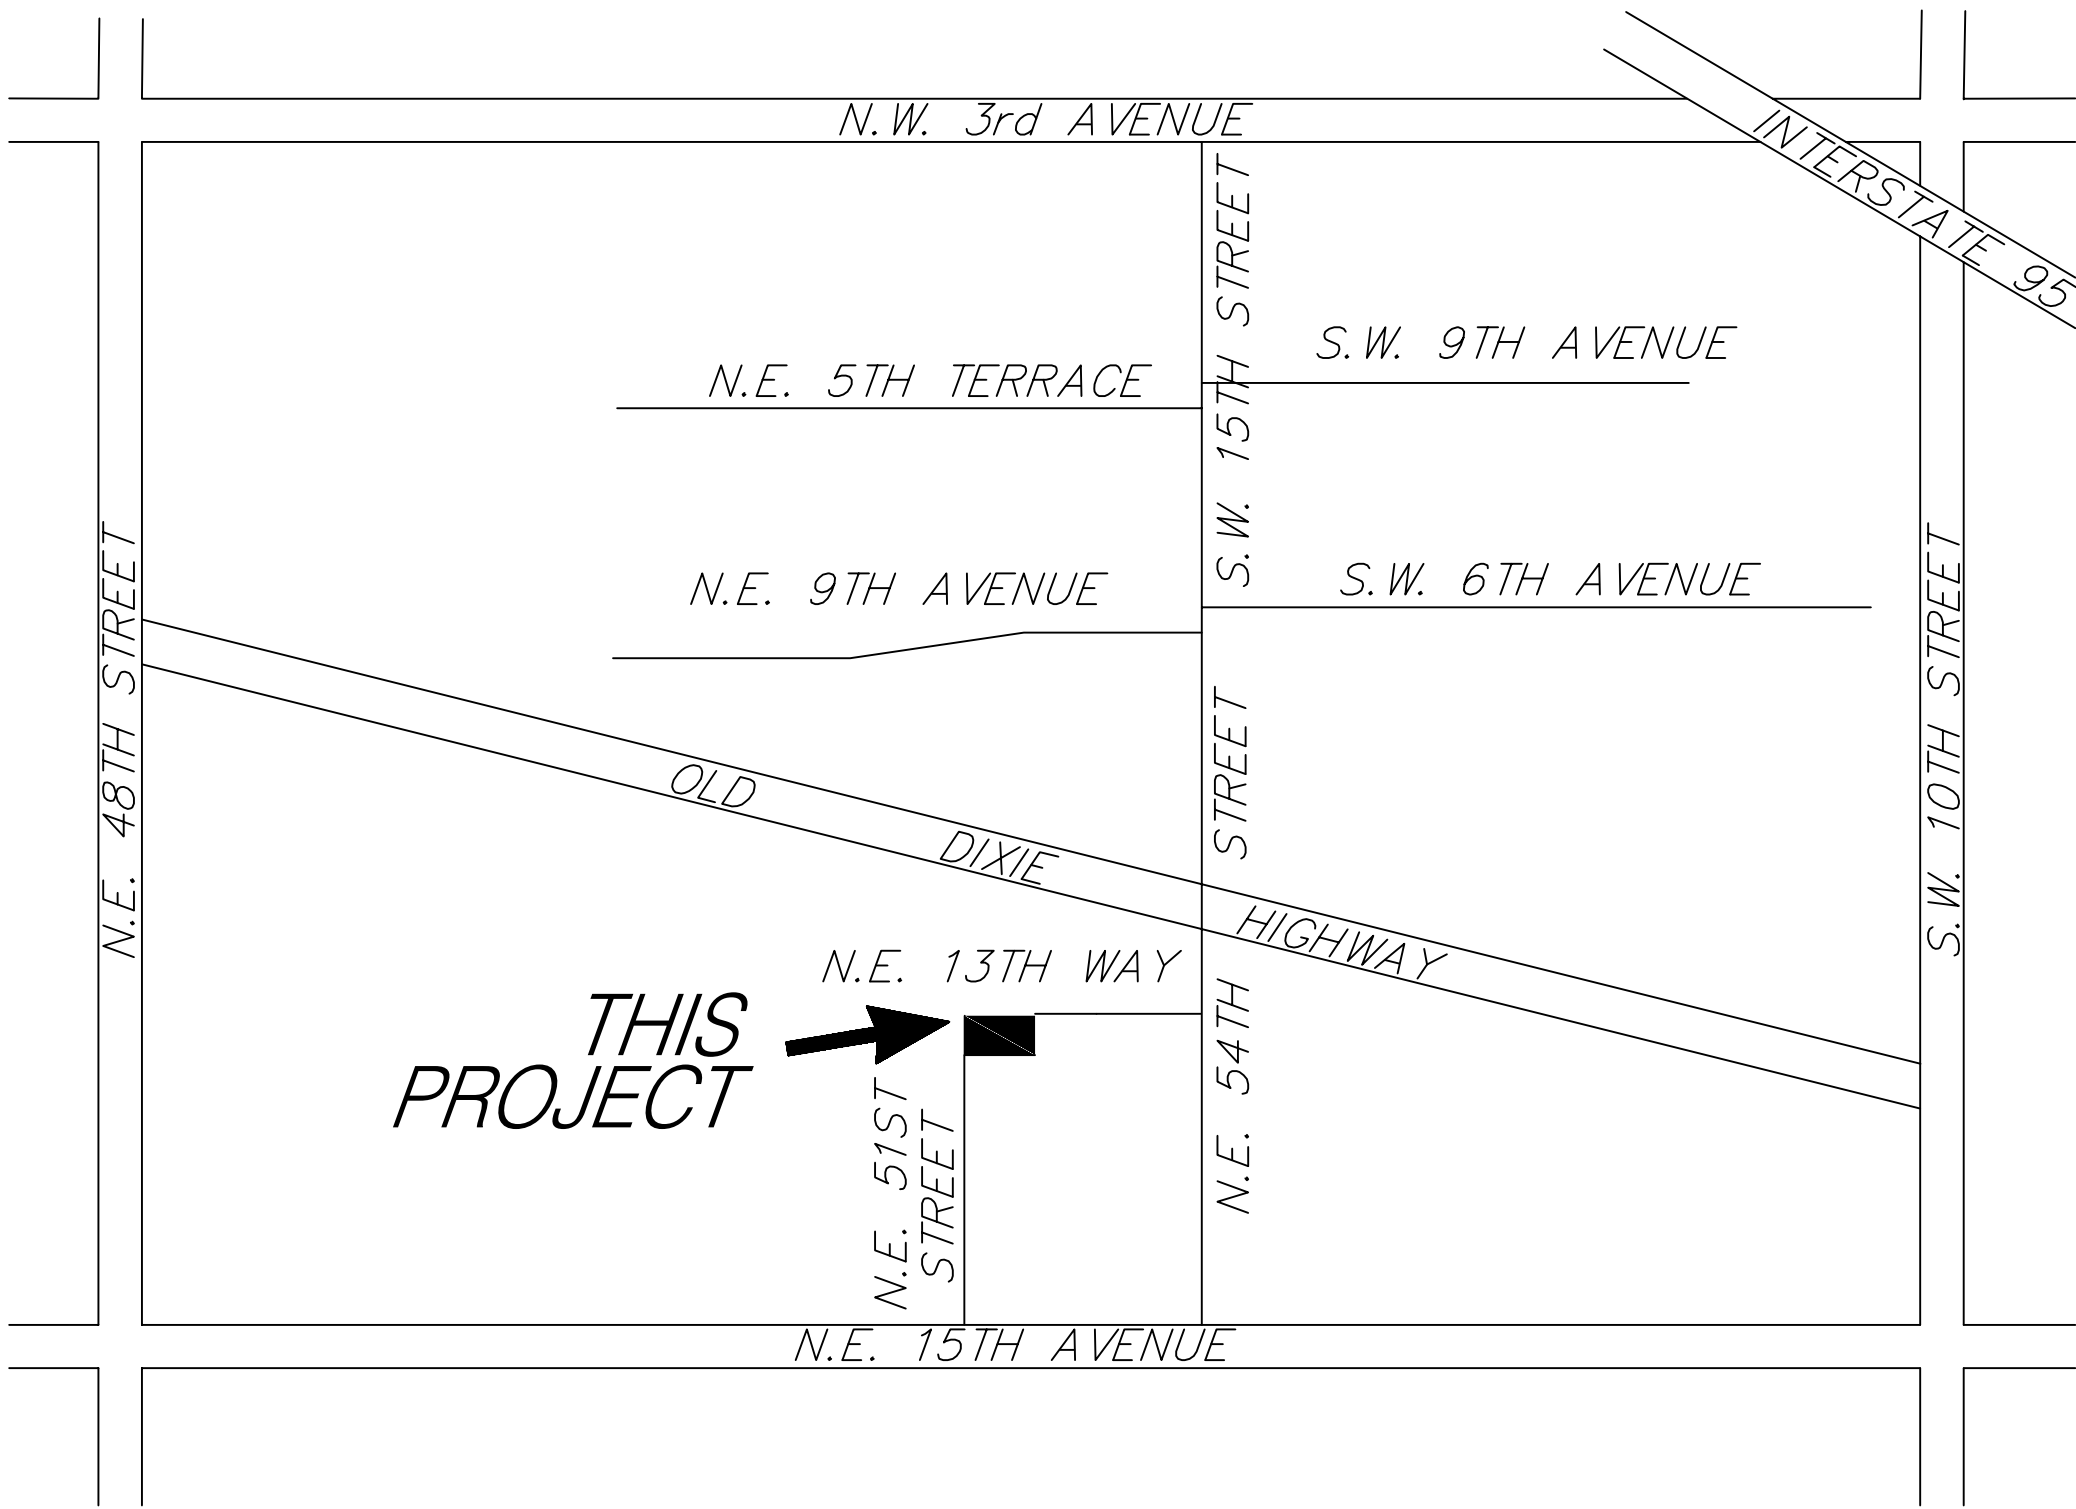 N.W. 3rd AVENUE
INTERSTATE 95
S.W. 15TH STREET
S.W. 9TH AVENUE
N.E. 5TH TERRACE
N.E. 9TH AVENUE
S.W. 6TH AVENUE
N.E. 48TH STREET
S.W. 10TH STREET
OLD DIXIE HIGHWAY
N.E. 54TH STREET
N.E. 13TH WAY
THIS
PROJECT
N.E. 51ST
STREET
N.E. 15TH AVENUE